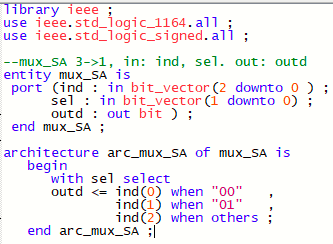 library ieee ;
use ieee.std_logic_1164.all ;
use ieee.std_logic_signed.all ;
--mux_SA 3->1, in: ind, sel. out: outd
entity mux_SA is
port (ind : in bit_vector(2 downto 0 ) ;
sel : in bit_vector(1 downto 0) ;
outd : out bit ) ;
end mux_SA ;
architecture arc_mux_SA of mux_SA is
begin
with sel select
outd <= ind(0) when "00" ,
ind(1) when "01" ,
ind(2) when others ;
end arc_mux_SA ;